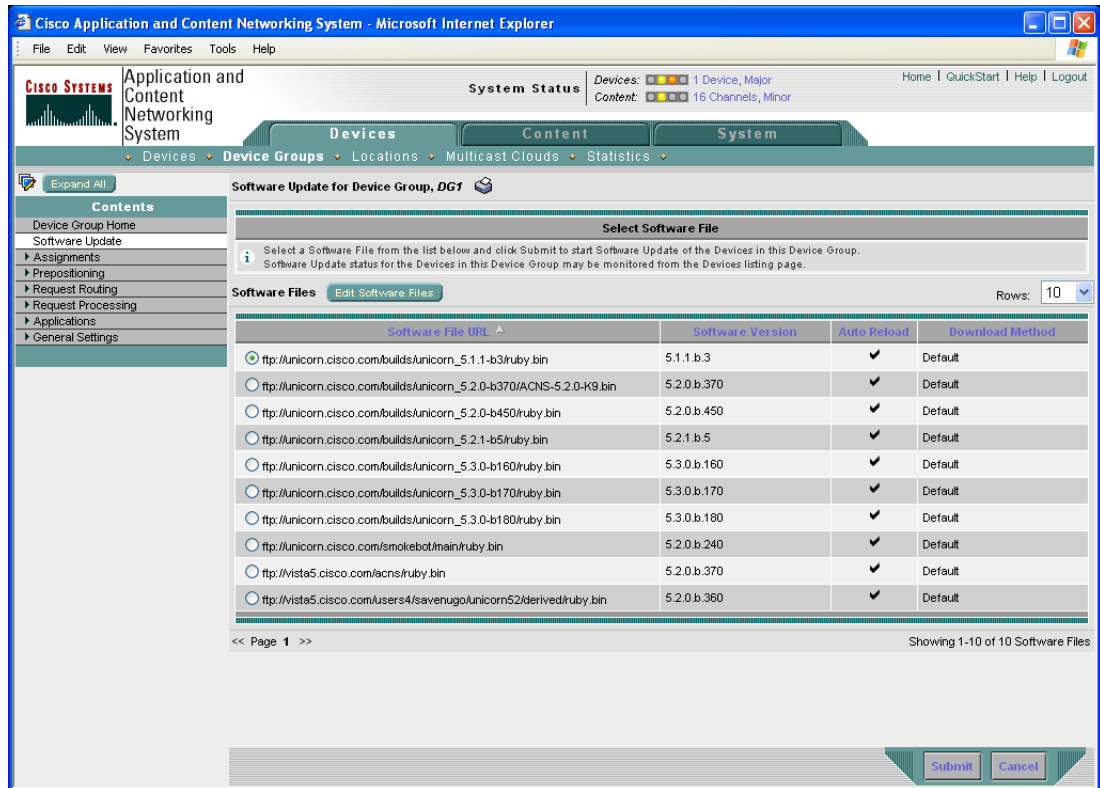 Cisco Application and Content Networking System - Microsoft Internet Explorer
File Edit View Favorites Tools Help
CISCO SYSTEMS
Application and
Content
Networking
System
System Status
Devices: 1 Device, Major
Content: 16 Channels, Minor
Home | QuickStart | Help | Logout
Devices Content System
Devices Device Groups Locations Multicast Clouds Statistics
Expand All
Contents
Device Group Home
Software Update
Assignments
Prepositioning
Request Routing
Request Processing
Applications
General Settings
Software Update for Device Group, DG1
Select Software File
Select a Software File from the list below and click Submit to start Software Update of the Devices in this Device Group.
Software Update status for the Devices in this Device Group may be monitored from the Devices listing page.
Software Files Edit Software Files Rows: 10
Software File URL Software Version Auto Reload Download Method
ftp://unicorn.cisco.com/builds/unicorn_5.1.1-b3/ruby.bin 5.1.1.b.3 Default
ftp://unicorn.cisco.com/builds/unicorn_5.2.0-b370/ACNS-5.2.0-K9.bin 5.2.0.b.370 Default
ftp://unicorn.cisco.com/builds/unicorn_5.2.0-b450/ruby.bin 5.2.0.b.450 Default
ftp://unicorn.cisco.com/builds/unicorn_5.2.1-b5/ruby.bin 5.2.1.b.5 Default
ftp://unicorn.cisco.com/builds/unicorn_5.3.0-b160/ruby.bin 5.3.0.b.160 Default
ftp://unicorn.cisco.com/builds/unicorn_5.3.0-b170/ruby.bin 5.3.0.b.170 Default
ftp://unicorn.cisco.com/builds/unicorn_5.3.0-b180/ruby.bin 5.3.0.b.180 Default
ftp://unicorn.cisco.com/smokebot/main/ruby.bin 5.2.0.b.240 Default
ftp://vista5.cisco.com/acns/ruby.bin 5.2.0.b.370 Default
ftp://vista5.cisco.com/users4/savenugo/unicorn52/derived/ruby.bin 5.2.0.b.360 Default
<< Page 1 >> Showing 1-10 of 10 Software Files
Submit Cancel